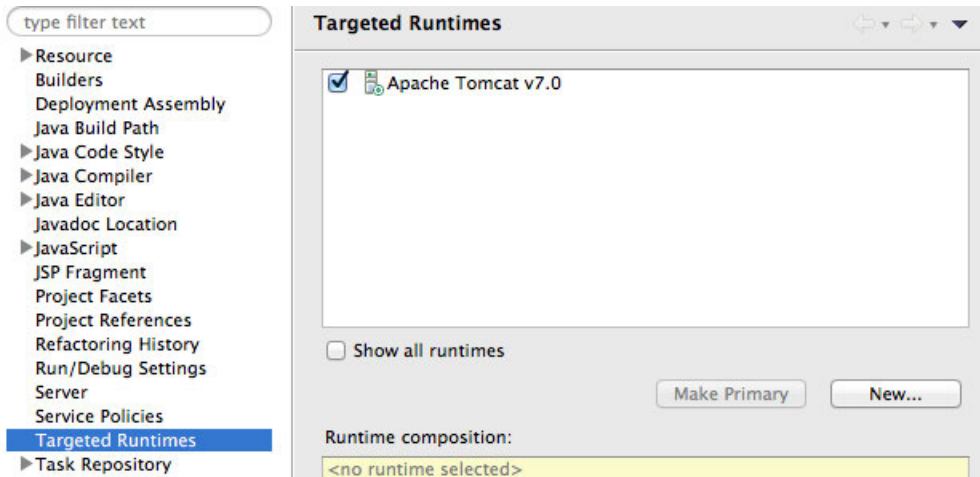 type filter text
Resource
Builders
Deployment Assembly
Java Build Path
Java Code Style
Java Compiler
Java Editor
Javadoc Location
JavaScript
JSP Fragment
Project Facets
Project References
Refactoring History
Run/Debug Settings
Server
Service Policies
Targeted Runtimes
Task Repository
Targeted Runtimes
Apache Tomcat v7.0
Show all runtimes
Make Primary
New...
Runtime composition:
<no runtime selected>